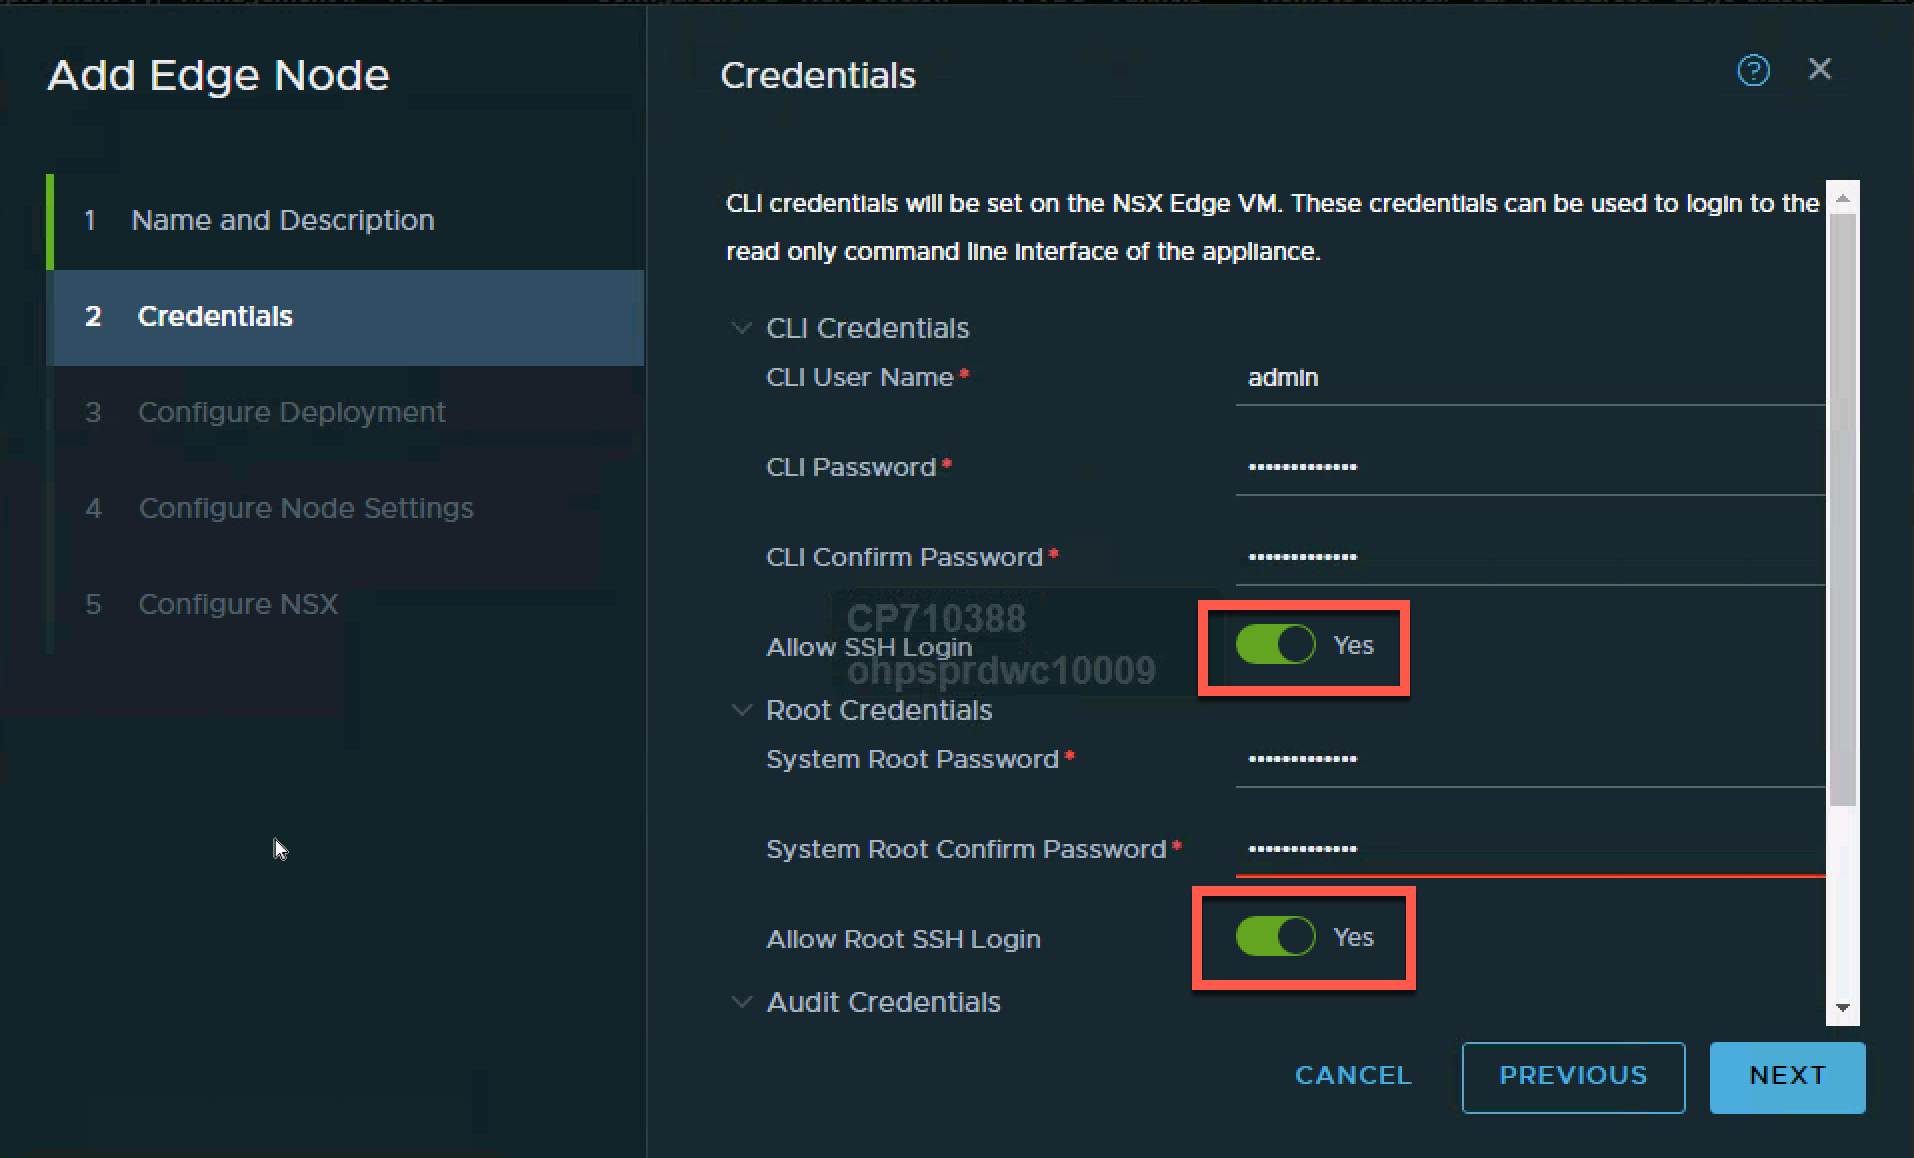 Add Edge Node
1 Name and Description
2 Credentials
3 Configure Deployment
4 Configure Node Settings
5 Configure NSX
Credentials
?
CLI credentials will be set on the NSX Edge VM. These credentials can be used to login to the
read only command line interface of the appliance.
CLI Credentials
CLI User Name* admin
CLI Password* •••••••••••••
CLI Confirm Password* •••••••••••••
CP710388
Allow SSH Login Yes
ohpsprdwc10009
Root Credentials
System Root Password* •••••••••••••
System Root Confirm Password* •••••••••••••
Allow Root SSH Login Yes
Audit Credentials
CANCEL PREVIOUS NEXT